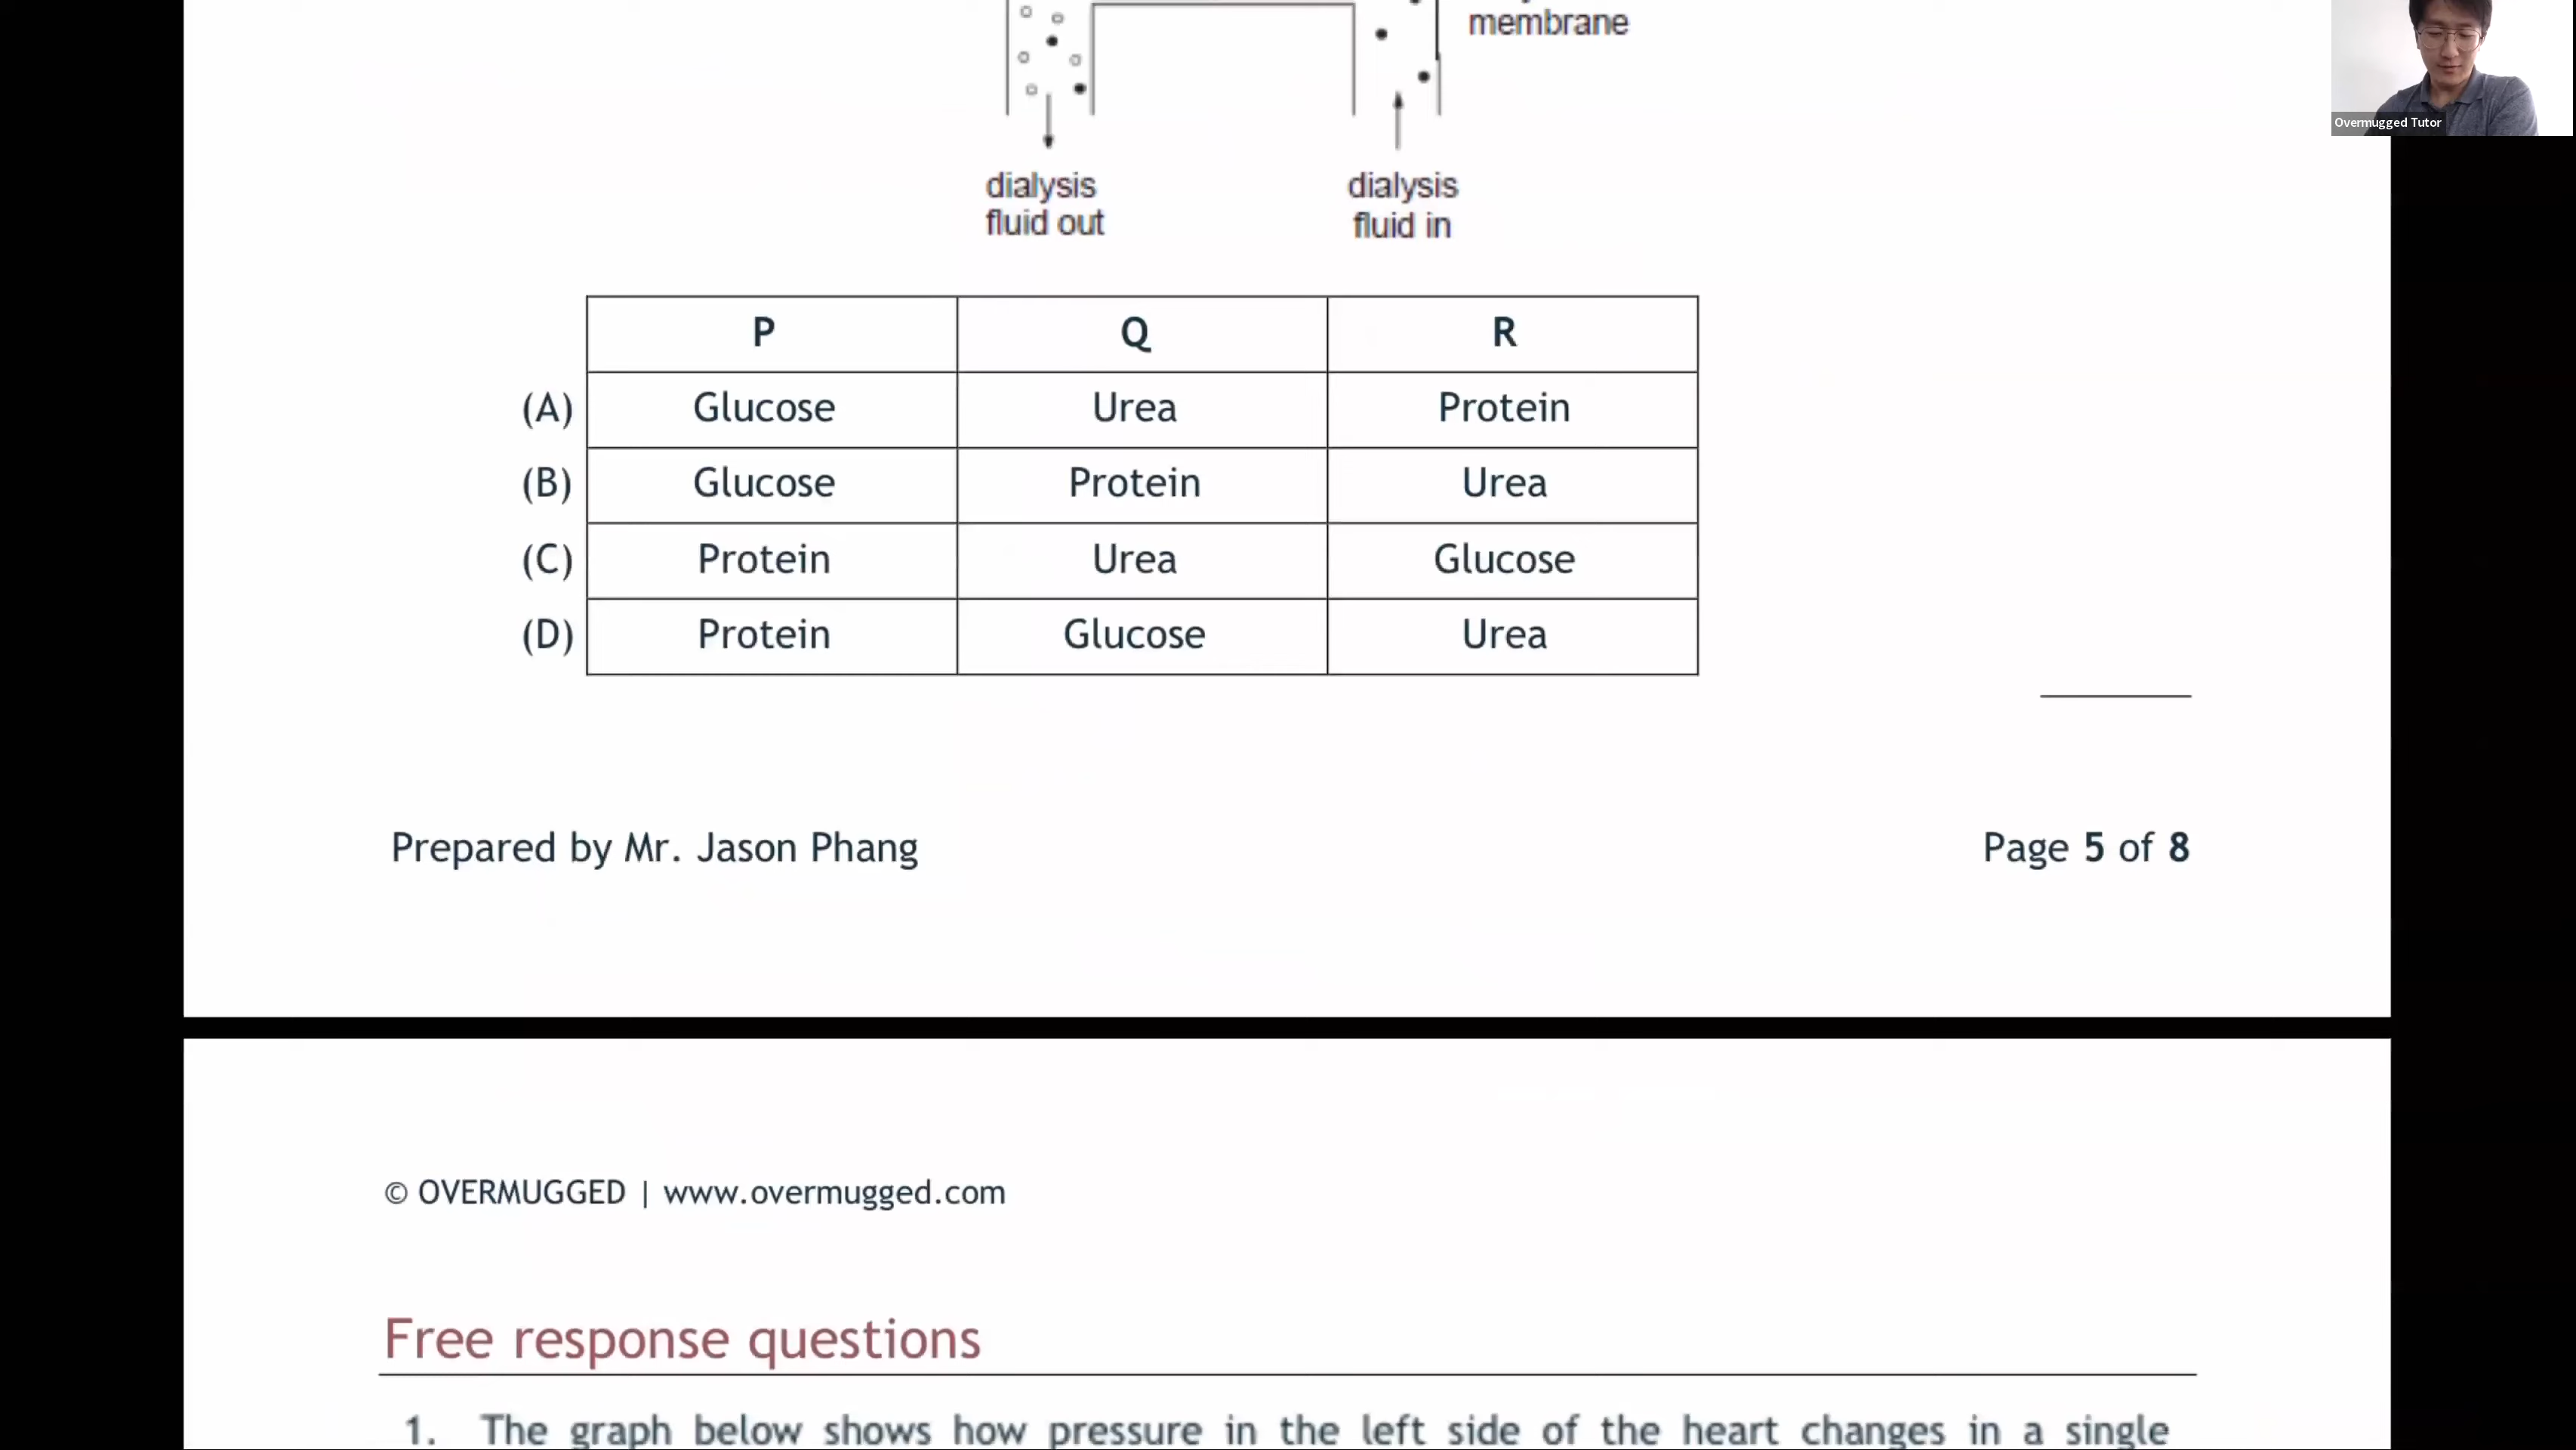 membrane
Overmugged Tutor
dialysis
fluid out
dialysis
fluid in
P Q R
(A) Glucose Urea Protein
(B) Glucose Protein Urea
(C) Protein Urea Glucose
(D) Protein Glucose Urea
Prepared by Mr. Jason Phang
Page 5 of 8
© OVERMUGGED | www.overmugged.com
Free response questions
1. The graph below shows how pressure in the left side of the heart changes in a single